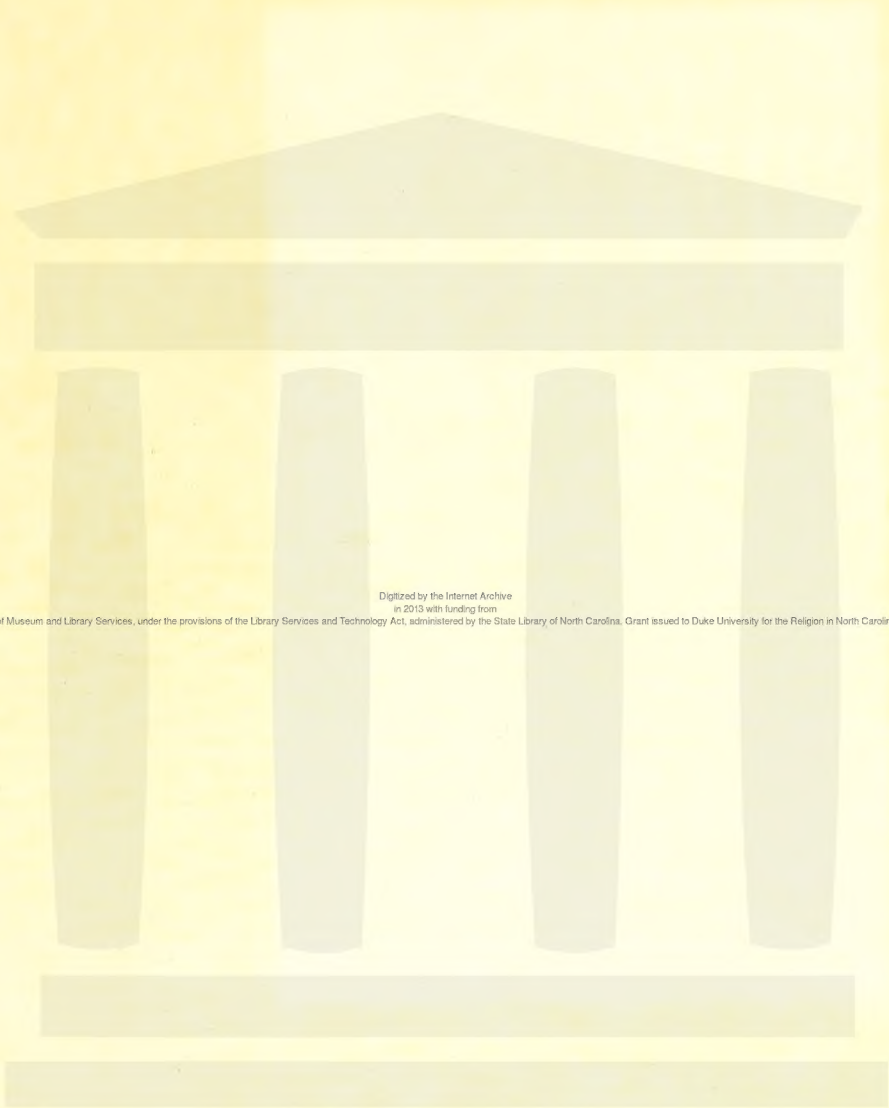 Digitized by the Internet Archive
in 2013 with funding from
of Museum and Library Services, under the provisions of the Library Services and Technology Act, administered by the State Library of North Carolina. Grant issued to Duke University for the Religion in North